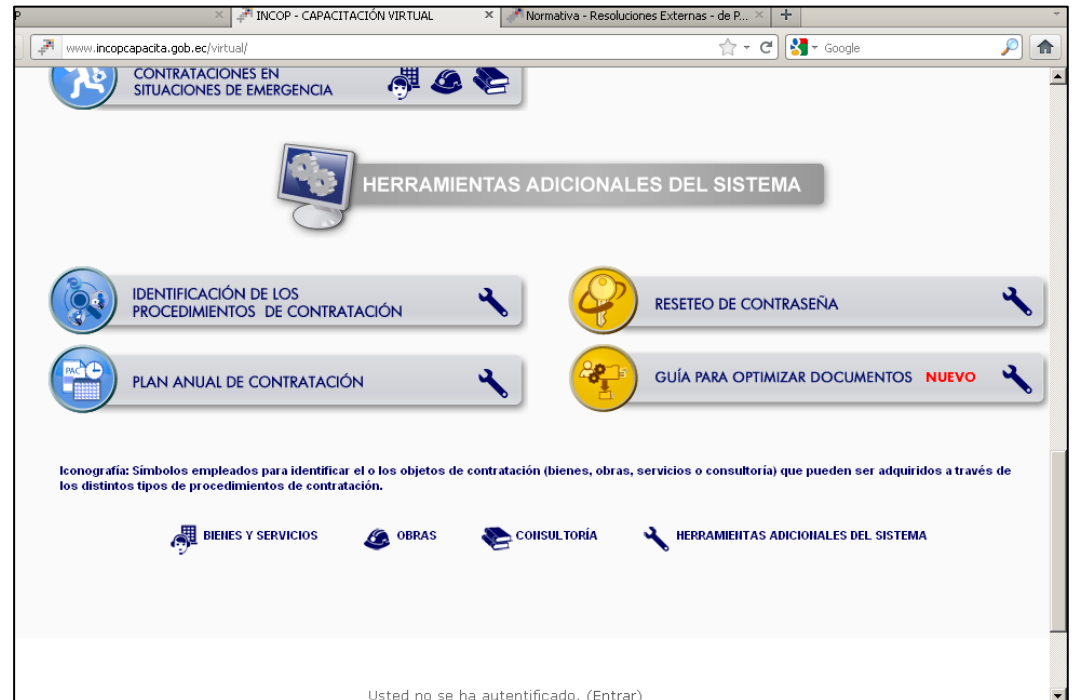 P
INCOP - CAPACITACIÓN VIRTUAL
Normativa - Resoluciones Externas - de P...
www.incopcapacita.gob.ec/virtual/
Google
CONTRATACIONES EN
SITUACIONES DE EMERGENCIA
HERRAMIENTAS ADICIONALES DEL SISTEMA
IDENTIFICACIÓN DE LOS
PROCEDIMIENTOS DE CONTRATACIÓN
RESETEO DE CONTRASEÑA
PAC
PLAN ANUAL DE CONTRATACIÓN
GUÍA PARA OPTIMIZAR DOCUMENTOS NUEVO
Iconografía: Símbolos empleados para identificar el o los objetos de contratación (bienes, obras, servicios o consultoría) que pueden ser adquiridos a través de
los distintos tipos de procedimientos de contratación.
BIENES Y SERVICIOS
OBRAS
CONSULTORÍA
HERRAMIENTAS ADICIONALES DEL SISTEMA
Usted no se ha autentificado. (Entrar)